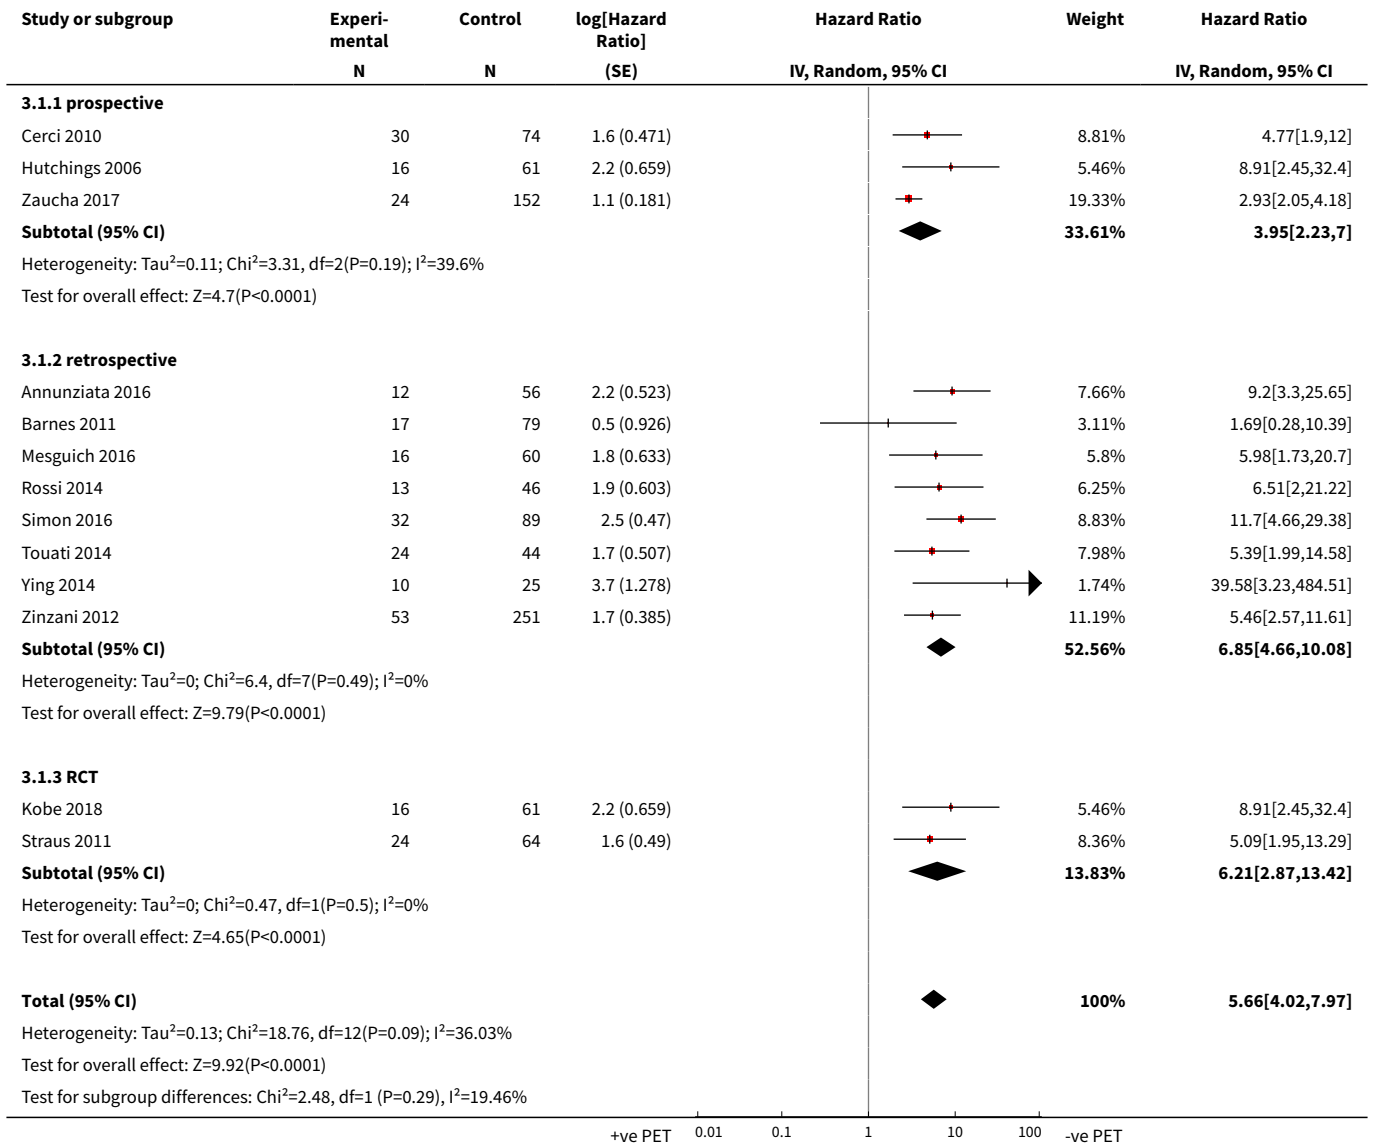 Study or subgroup Experi- Control log[Hazard Hazard Ratio Weight Hazard Ratio
mental Ratio]
N N (SE) IV, Random, 95% CI IV, Random, 95% CI
3.1.1 prospective
Cerci 2010 30 74 1.6 (0.471) 8.81% 4.77[1.9,12]
Hutchings 2006 16 61 2.2 (0.659) 5.46% 8.91[2.45,32.4]
Zaucha 2017 24 152 1.1 (0.181) 19.33% 2.93[2.05,4.18]
Subtotal (95% CI) 33.61% 3.95[2.23,7]
Heterogeneity: Tau²=0.11; Chi²=3.31, df=2(P=0.19); I²=39.6%
Test for overall effect: Z=4.7(P<0.0001)
3.1.2 retrospective
Annunziata 2016 12 56 2.2 (0.523) 7.66% 9.2[3.3,25.65]
Barnes 2011 17 79 0.5 (0.926) 3.11% 1.69[0.28,10.39]
Mesguich 2016 16 60 1.8 (0.633) 5.8% 5.98[1.73,20.7]
Rossi 2014 13 46 1.9 (0.603) 6.25% 6.51[2,21.22]
Simon 2016 32 89 2.5 (0.47) 8.83% 11.7[4.66,29.38]
Touati 2014 24 44 1.7 (0.507) 7.98% 5.39[1.99,14.58]
Ying 2014 10 25 3.7 (1.278) 1.74% 39.58[3.23,484.51]
Zinzani 2012 53 251 1.7 (0.385) 11.19% 5.46[2.57,11.61]
Subtotal (95% CI) 52.56% 6.85[4.66,10.08]
Heterogeneity: Tau²=0; Chi²=6.4, df=7(P=0.49); I²=0%
Test for overall effect: Z=9.79(P<0.0001)
3.1.3 RCT
Kobe 2018 16 61 2.2 (0.659) 5.46% 8.91[2.45,32.4]
Straus 2011 24 64 1.6 (0.49) 8.36% 5.09[1.95,13.29]
Subtotal (95% CI) 13.83% 6.21[2.87,13.42]
Heterogeneity: Tau²=0; Chi²=0.47, df=1(P=0.5); I²=0%
Test for overall effect: Z=4.65(P<0.0001)
Total (95% CI) 100% 5.66[4.02,7.97]
Heterogeneity: Tau²=0.13; Chi²=18.76, df=12(P=0.09); I²=36.03%
Test for overall effect: Z=9.92(P<0.0001)
Test for subgroup differences: Chi²=2.48, df=1 (P=0.29), I²=19.46%
+ve PET 0.01 0.1 1 10 100 -ve PET